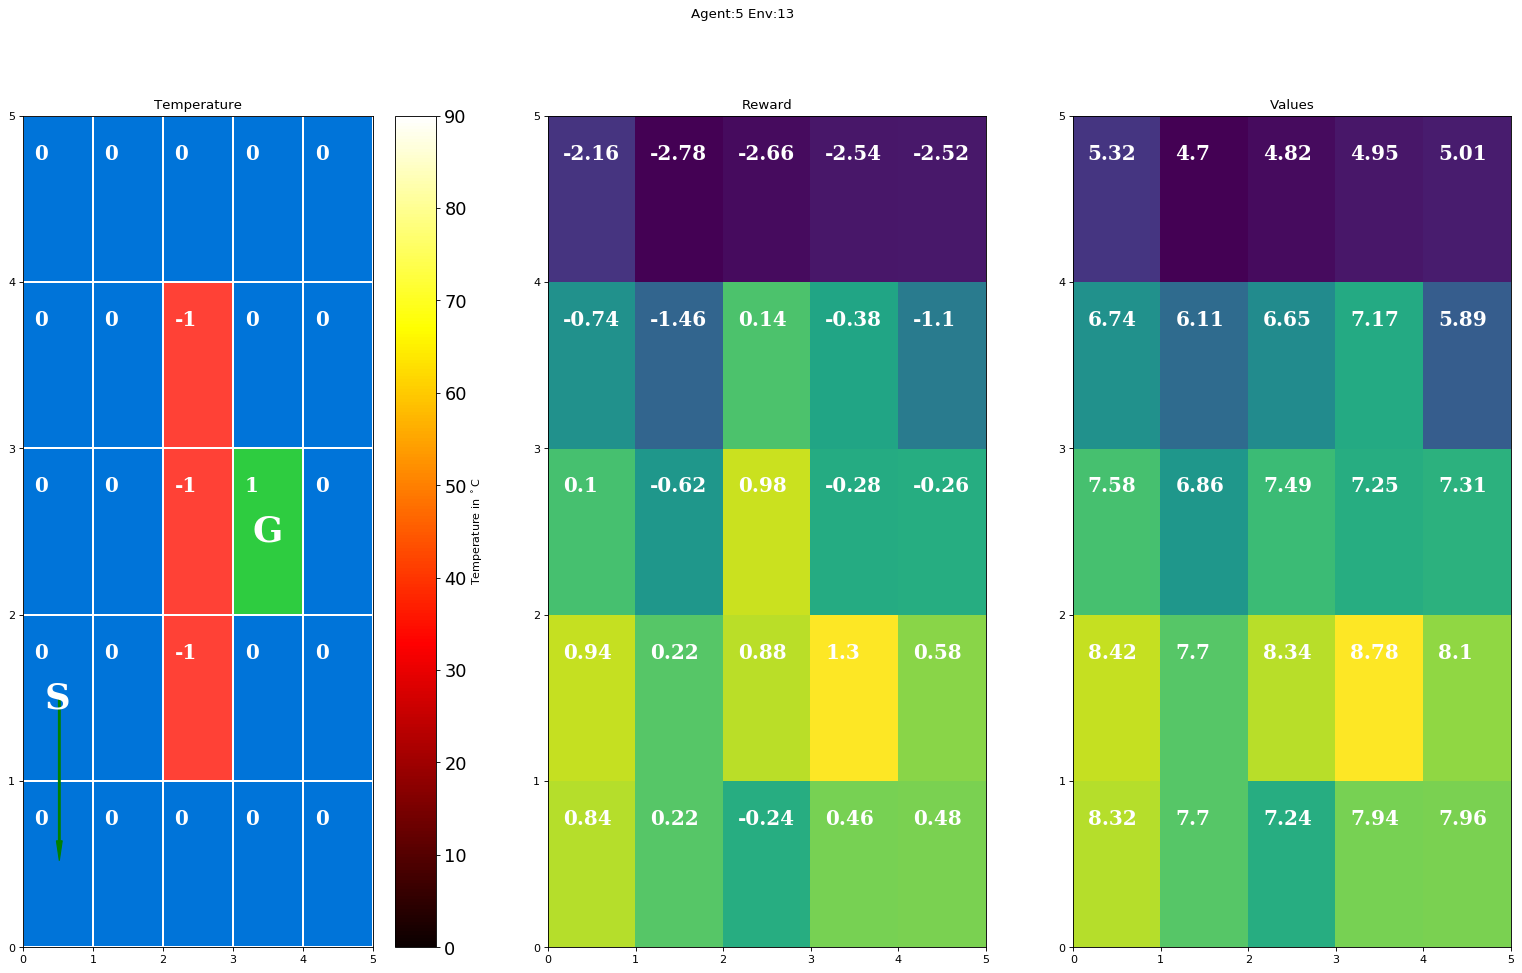 Agent:5 Env:13
Temperature
Reward
Values
5
4
3
2
1
0
0 0 0 0 0
0 0 -1 0 0
0 0 -1 1 0
G
0 0 -1 0 0
S
0 0 0 0 0
0 1 2 3 4 5
90
80
70
60
50
40
30
20
10
0
Temperature in °C
5
4
3
2
1
0
-2.16 -2.78 -2.66 -2.54 -2.52
-0.74 -1.46 0.14 -0.38 -1.1
0.1 -0.62 0.98 -0.28 -0.26
0.94 0.22 0.88 1.3 0.58
0.84 0.22 -0.24 0.46 0.48
0 1 2 3 4 5
5
4
3
2
1
0
5.32 4.7 4.82 4.95 5.01
6.74 6.11 6.65 7.17 5.89
7.58 6.86 7.49 7.25 7.31
8.42 7.7 8.34 8.78 8.1
8.32 7.7 7.24 7.94 7.96
0 1 2 3 4 5